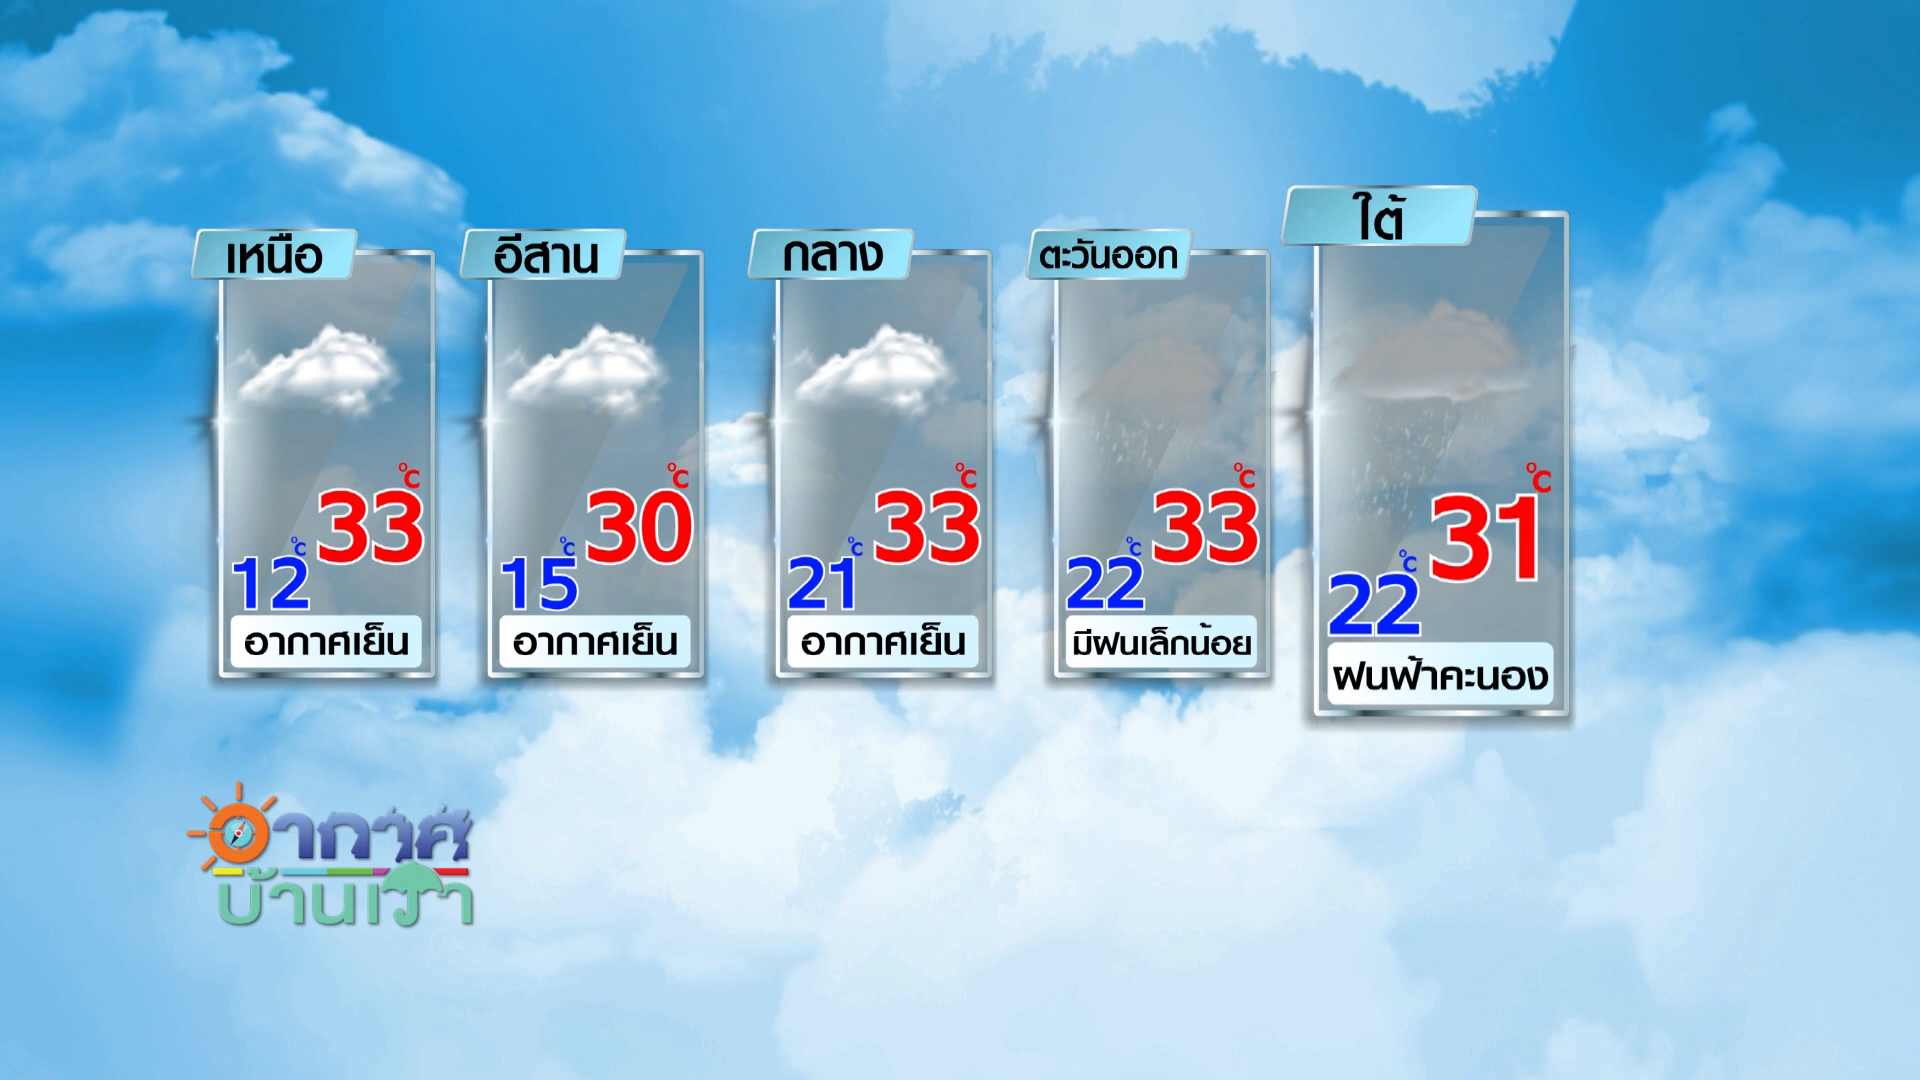 เหนือ
33°C
12°C
อากาศเย็น
อีสาน
30°C
15°C
อากาศเย็น
กลาง
33°C
21°C
อากาศเย็น
ตะวันออก
33°C
22°C
มีฝนเล็กน้อย
ใต้
31°C
22°C
ฝนฟ้าคะนอง
อากาศ
บ้านเรา